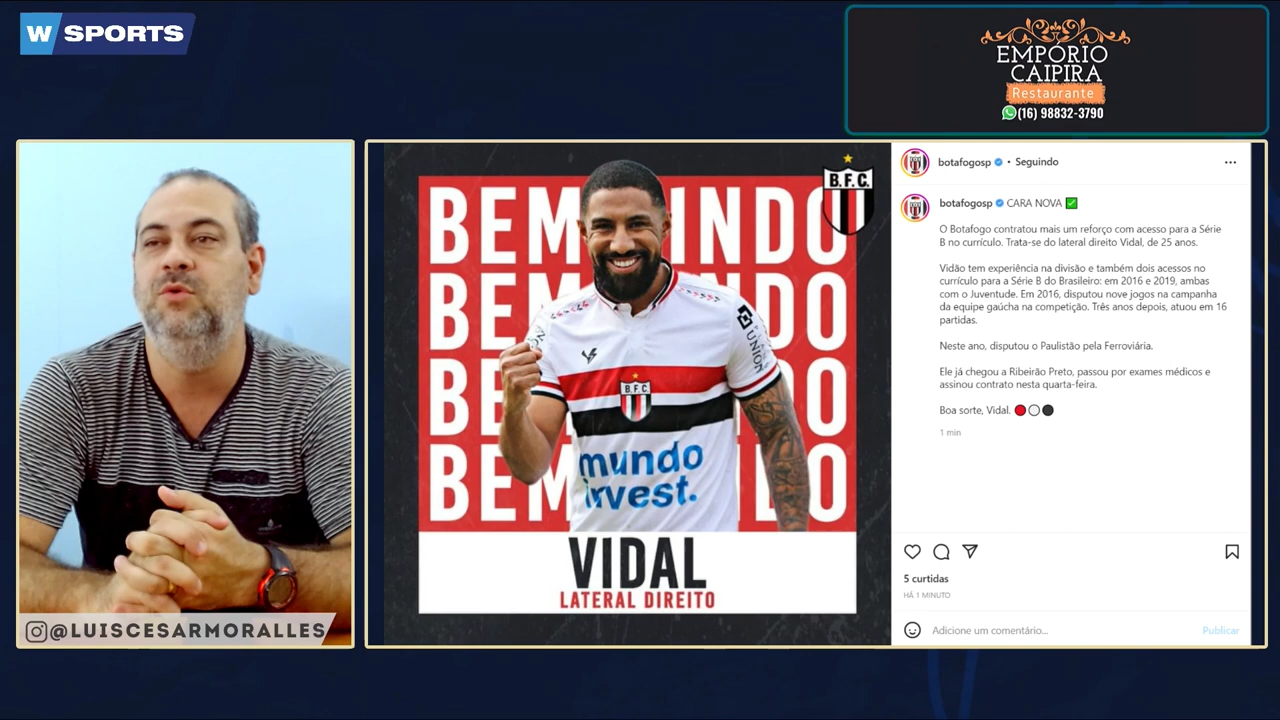 W SPORTS
EMPÓRIO
CAIPIRA
Restaurante
(16) 98832-3790
@LUISCESARMORALLES
B.F.C.
BEM INDO
BEM INDO
BEM INDO
BEM INDO
UNION
B F C
mundo
invest.
VIDAL
LATERAL DIREITO
botafogosp • Seguindo
botafogosp CARA NOVA
O Botafogo contratou mais um reforço com acesso para a Série
B no currículo. Trata-se do lateral direito Vidal, de 25 anos.
Vidão tem experiência na divisão e também dois acessos no
currículo para a Série B do Brasileiro: em 2016 e 2019, ambas
com o Juventude. Em 2016, disputou nove jogos na campanha
da equipe gaúcha na competição. Três anos depois, atuou em 16
partidas.
Neste ano, disputou o Paulistão pela Ferroviária.
Ele já chegou a Ribeirão Preto, passou por exames médicos e
assinou contrato nesta quarta-feira.
Boa sorte, Vidal.
1 min
5 curtidas
HÁ 1 MINUTO
Adicione um comentário...
Publicar